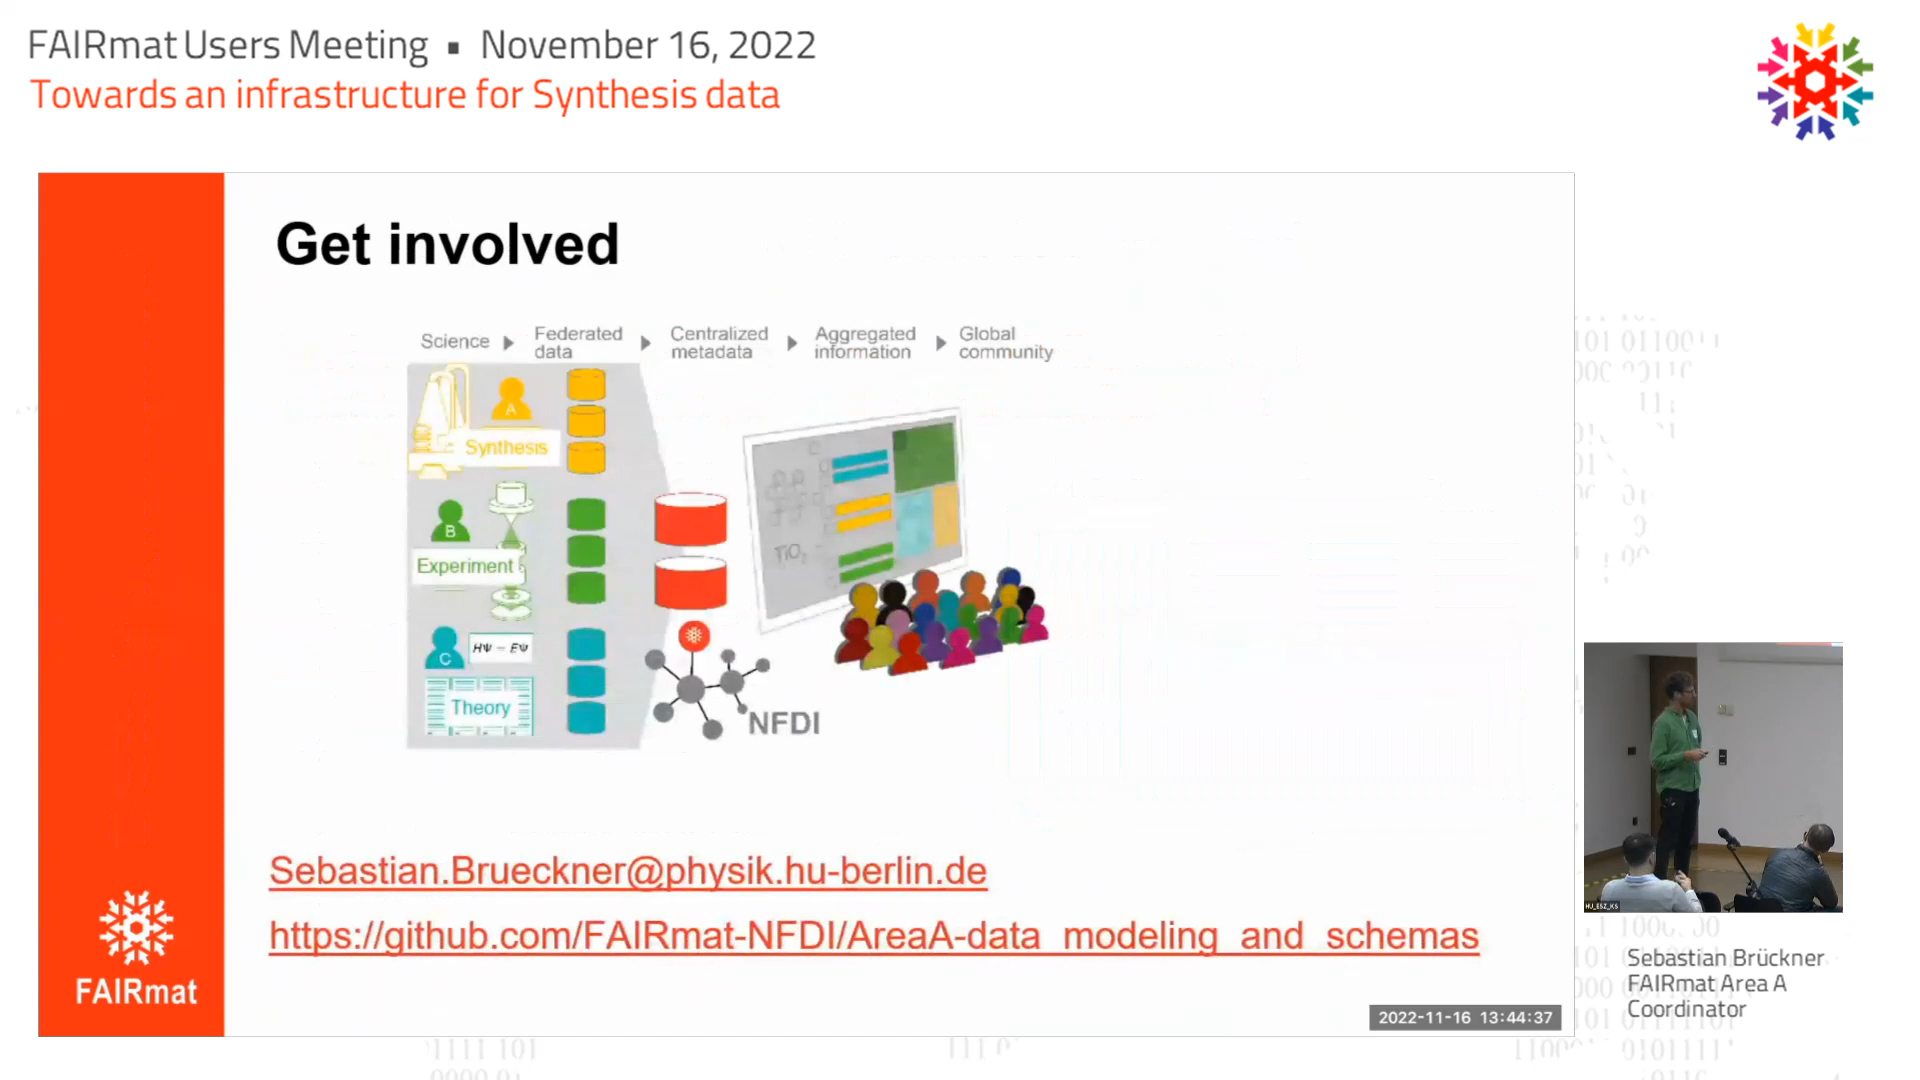 FAIRmat Users Meeting ▪ November 16, 2022
Towards an infrastructure for Synthesis data
Get involved
Science
Federated data
Centralized metadata
Aggregated information
Global community
A
Synthesis
B
Experiment
C
HΨ = EΨ
Theory
TiO2
NFDI
Sebastian.Brueckner@physik.hu-berlin.de
https://github.com/FAIRmat-NFDI/AreaA-data_modeling_and_schemas
FAIRmat
2022-11-16 13:44:37
HU_ESZ_KS
Sebastian Brückner
FAIRmat Area A
Coordinator